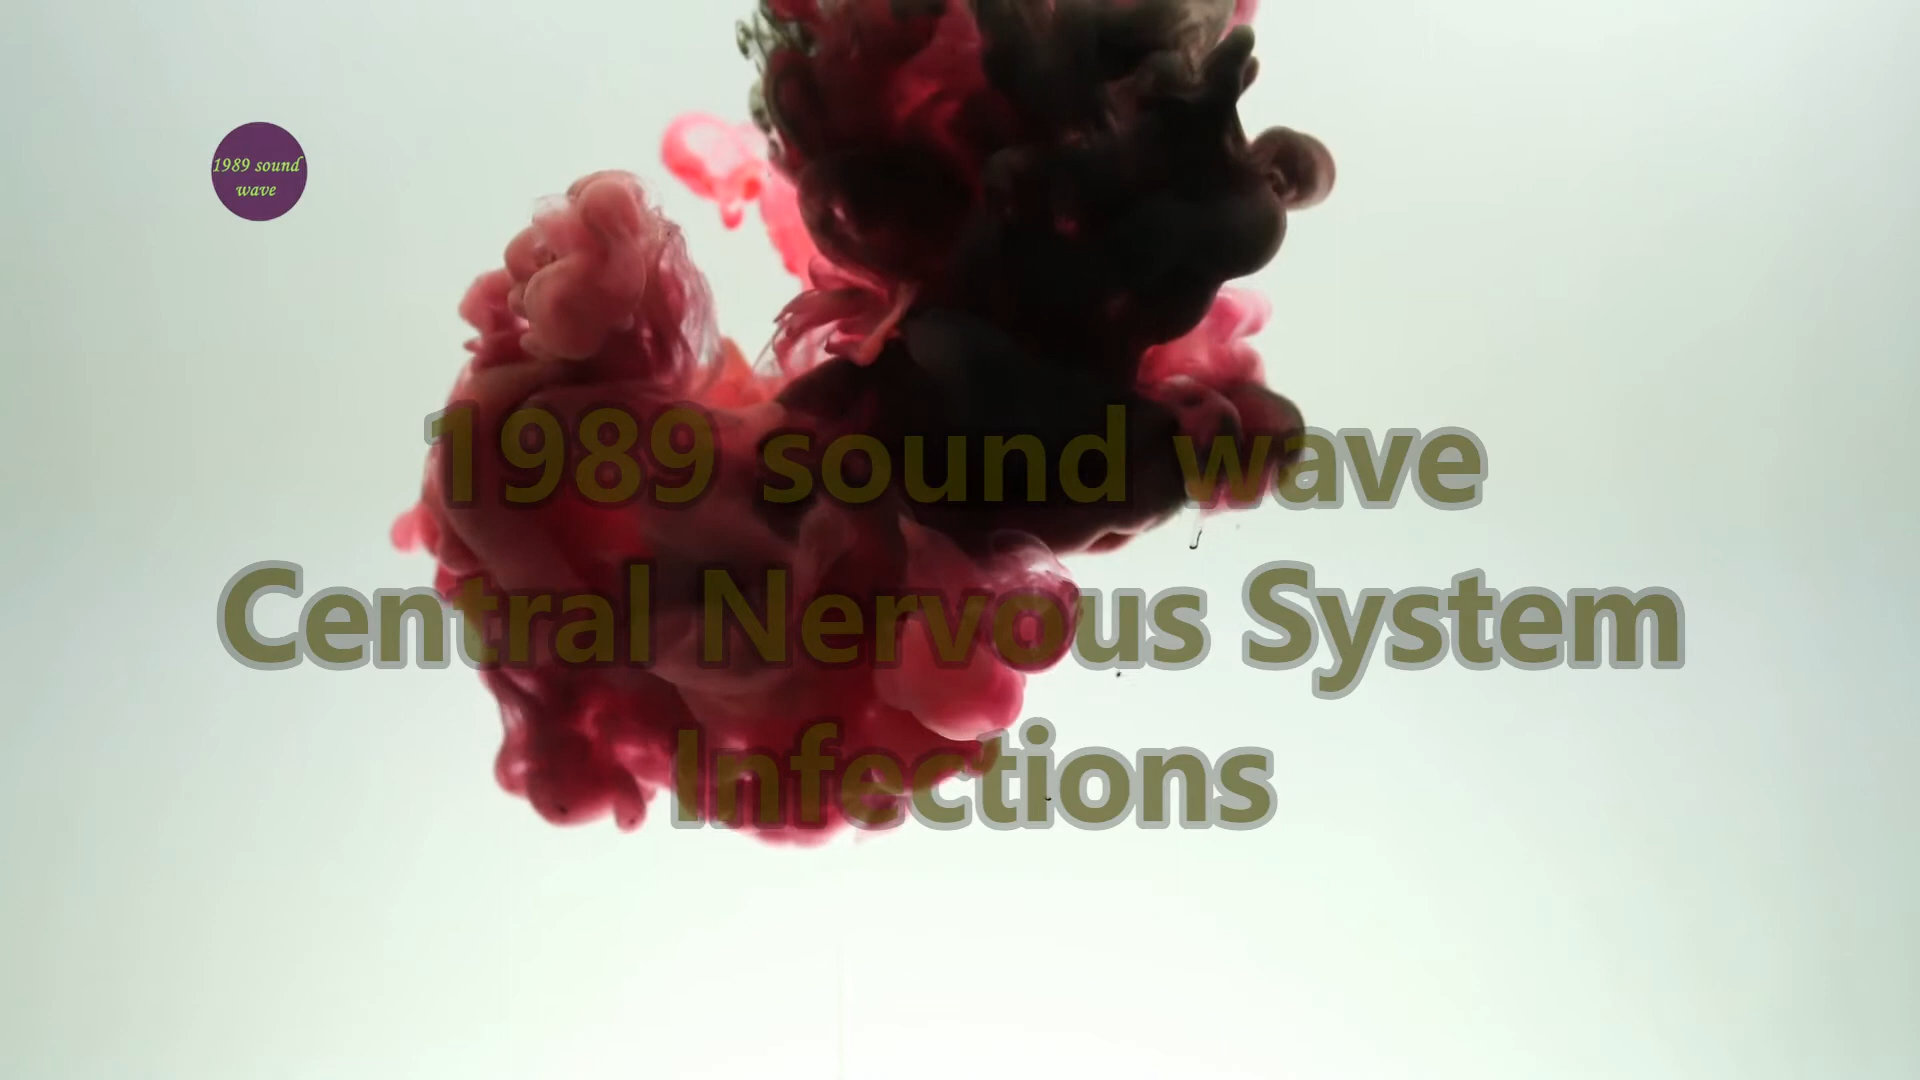 1989 sound
wave
1989 sound wave
Central Nervous System
Infections